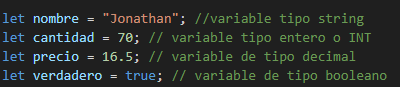 let nombre = "Jonathan"; //variable tipo string
let cantidad = 70; // variable tipo entero o INT
let precio = 16.5; // variable de tipo decimal
let verdadero = true; // variable de tipo booleano